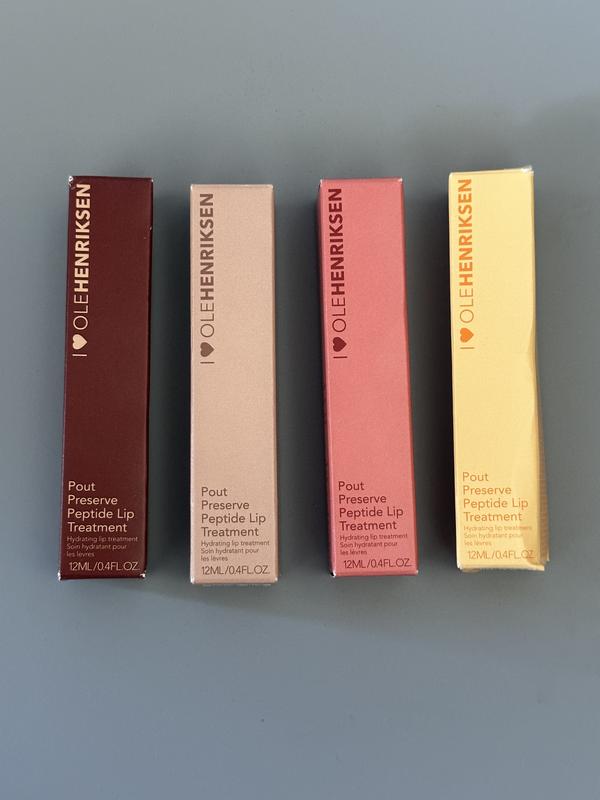 I ♥ OLEHENRIKSEN
Pout
Preserve
Peptide Lip
Treatment
Hydrating lip treatment
Soin hydratant pour
les lèvres
12ML/0.4FL.OZ.
I ♥ OLEHENRIKSEN
Pout
Preserve
Peptide Lip
Treatment
Hydrating lip treatment
Soin hydratant pour
les lèvres
12ML/0.4FL.OZ.
I ♥ OLEHENRIKSEN
Pout
Preserve
Peptide Lip
Treatment
Hydrating lip treatment
Soin hydratant pour
les lèvres
12ML/0.4FL.OZ.
I ♥ OLEHENRIKSEN
Pout
Preserve
Peptide Lip
Treatment
Hydrating lip treatment
Soin hydratant pour
les lèvres
12ML/0.4FL.OZ.